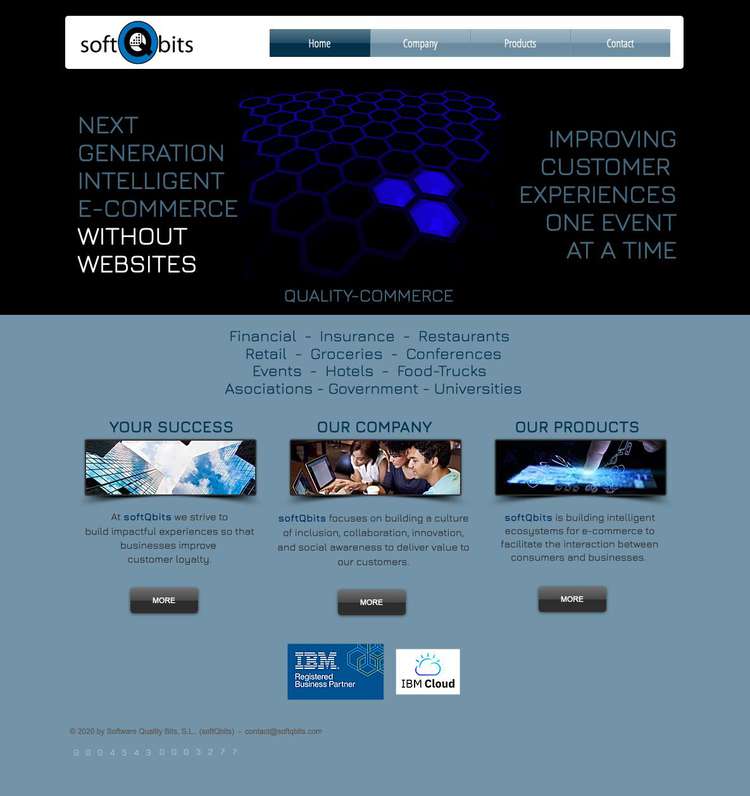 softQbits
Home
Company
Products
Contact
NEXT
GENERATION
INTELLIGENT
E-COMMERCE
WITHOUT
WEBSITES
IMPROVING
CUSTOMER
EXPERIENCES
ONE EVENT
AT A TIME
QUALITY-COMMERCE
Financial - Insurance - Restaurants
Retail - Groceries - Conferences
Events - Hotels - Food-Trucks
Asociations - Government - Universities
YOUR SUCCESS
At softQbits we strive to
build impactful experiences so that
businesses improve
customer loyalty.
MORE
OUR COMPANY
softQbits focuses on building a culture
of inclusion, collaboration, innovation,
and social awareness to deliver value to
our customers.
MORE
OUR PRODUCTS
softQbits is building intelligent
ecosystems for e-commerce to
facilitate the interaction between
consumers and businesses.
MORE
IBM
Registered
Business Partner
IBM Cloud
© 2020 by Software Quality Bits, S.L. (softQbits) - contact@softqbits.com
0 0 0 4 5 4 3 0 0 0 3 2 7 7